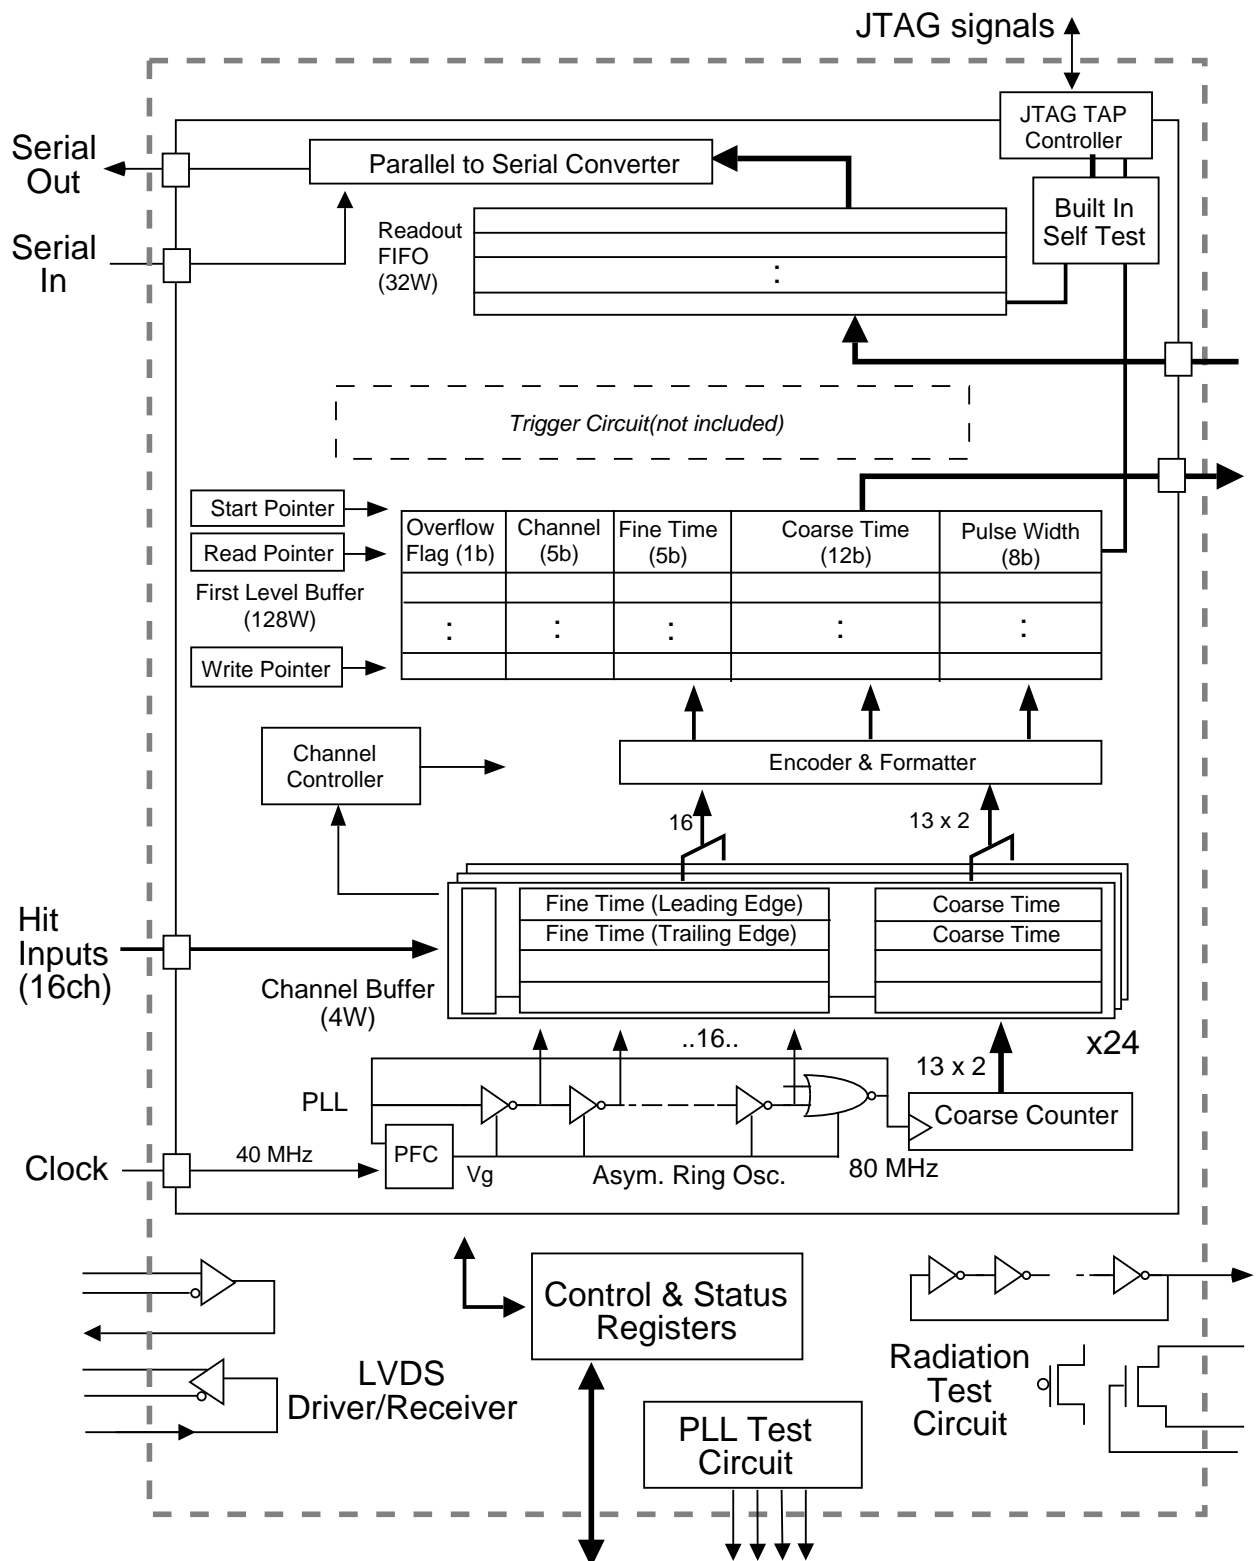 JTAG signals
JTAG TAP
Controller
Serial
Out
Parallel to Serial Converter
Built In
Self Test
Readout
FIFO
(32W)
:
Serial
In
Trigger Circuit(not included)
Start Pointer
Read Pointer
First Level Buffer
(128W)
Write Pointer
Overflow
Flag (1b)
Channel
(5b)
Fine Time
(5b)
Coarse Time
(12b)
Pulse Width
(8b)
: : : : :
Channel
Controller
Encoder & Formatter
16
13 x 2
Fine Time (Leading Edge)
Coarse Time
Fine Time (Trailing Edge)
Coarse Time
Hit
Inputs
(16ch)
Channel Buffer
(4W)
..16..
x24
13 x 2
PLL
Coarse Counter
Clock
40 MHz
PFC
Vg
Asym. Ring Osc.
80 MHz
Control & Status
Registers
LVDS
Driver/Receiver
Radiation
Test
Circuit
PLL Test
Circuit